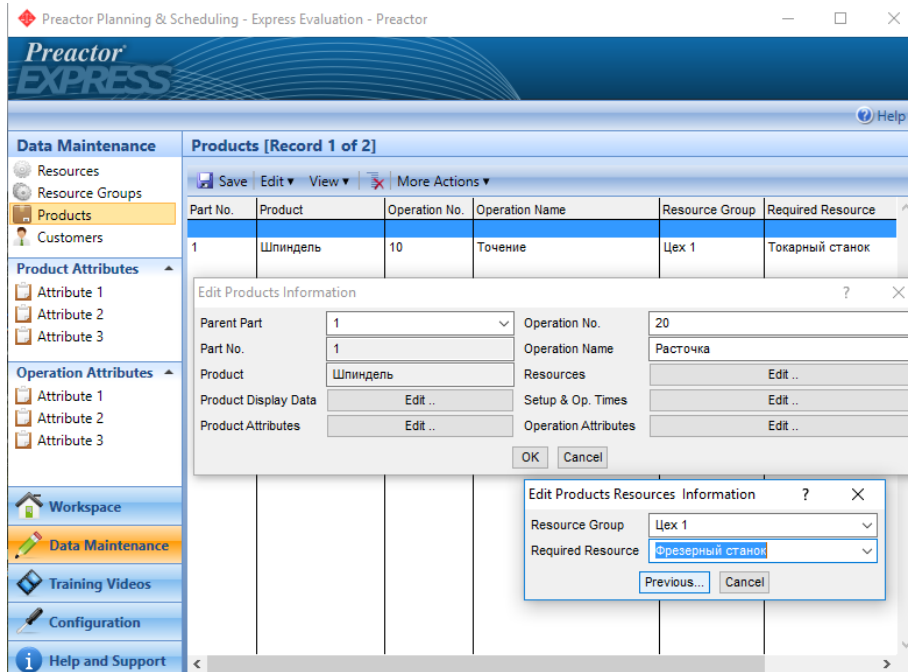 Preactor Planning & Scheduling - Express Evaluation - Preactor
Preactor
EXPRESS
Help
Data Maintenance
Resources
Resource Groups
Products
Customers
Product Attributes
Attribute 1
Attribute 2
Attribute 3
Operation Attributes
Attribute 1
Attribute 2
Attribute 3
Workspace
Data Maintenance
Training Videos
Configuration
Help and Support
Products [Record 1 of 2]
Save Edit View More Actions
Part No. Product Operation No. Operation Name Resource Group Required Resource
1 Шпиндель 10 Точение Цех 1 Токарный станок
Edit Products Information ?
Parent Part 1 Operation No. 20
Part No. 1 Operation Name Расточка
Product Шпиндель Resources Edit ..
Product Display Data Edit .. Setup & Op. Times Edit ..
Product Attributes Edit .. Operation Attributes Edit ..
OK Cancel
Edit Products Resources Information ?
Resource Group Цех 1
Required Resource Фрезерный станок
Previous... Cancel